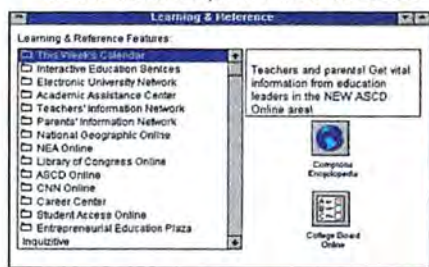 Learning & Reference
Learning & Reference Features:
This Week's Calendar
Interactive Education Services
Electronic University Network
Academic Assistance Center
Teachers' Information Network
Parents' Information Network
National Geographic Online
NEA Online
Library of Congress Online
ASCD Online
CNN Online
Career Center
Student Access Online
Entrepreneurial Education Plaza
Inquizitive
Teachers and parents! Get vital
information from education
leaders in the NEW ASCD
Online area!
Comptons
Encyclopedia
College Board
Online